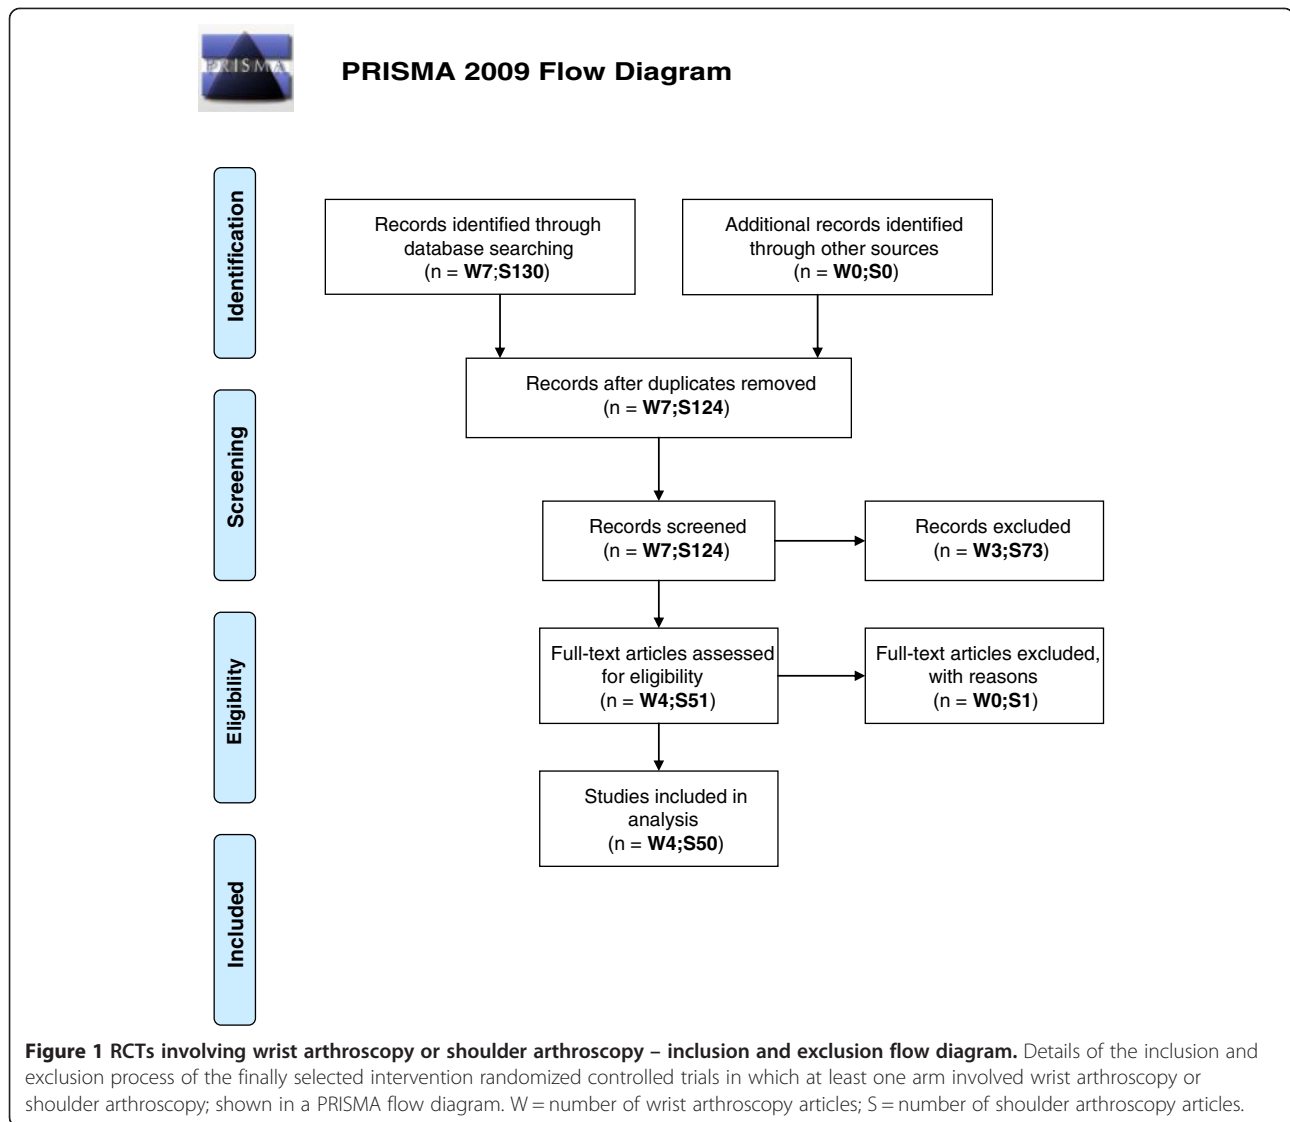 PRISMA
PRISMA 2009 Flow Diagram
Identification
Records identified through
database searching
(n = W7;S130)
Additional records identified
through other sources
(n = W0;S0)
Records after duplicates removed
(n = W7;S124)
Screening
Records screened
(n = W7;S124)
Records excluded
(n = W3;S73)
Eligibility
Full-text articles assessed
for eligibility
(n = W4;S51)
Full-text articles excluded,
with reasons
(n = W0;S1)
Studies included in
analysis
(n = W4;S50)
Included
Figure 1 RCTs involving wrist arthroscopy or shoulder arthroscopy – inclusion and exclusion flow diagram. Details of the inclusion and
exclusion process of the finally selected intervention randomized controlled trials in which at least one arm involved wrist arthroscopy or
shoulder arthroscopy; shown in a PRISMA flow diagram. W = number of wrist arthroscopy articles; S = number of shoulder arthroscopy articles.